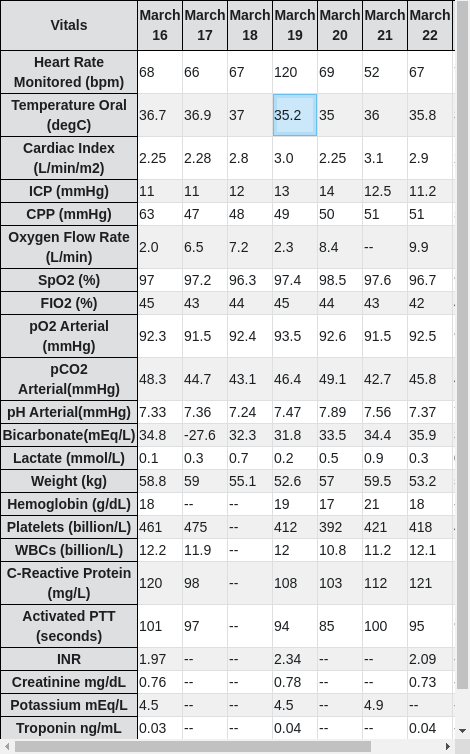 Vitals March 16 March 17 March 18 March 19 March 20 March 21 March 22
Heart Rate Monitored (bpm) 68 66 67 120 69 52 67
Temperature Oral (degC) 36.7 36.9 37 35.2 35 36 35.8
Cardiac Index (L/min/m2) 2.25 2.28 2.8 3.0 2.25 3.1 2.9
ICP (mmHg) 11 11 12 13 14 12.5 11.2
CPP (mmHg) 63 47 48 49 50 51 51
Oxygen Flow Rate (L/min) 2.0 6.5 7.2 2.3 8.4 -- 9.9
SpO2 (%) 97 97.2 96.3 97.4 98.5 97.6 96.7
FIO2 (%) 45 43 44 45 44 43 42
pO2 Arterial (mmHg) 92.3 91.5 92.4 93.5 92.6 91.5 92.5
pCO2 Arterial(mmHg) 48.3 44.7 43.1 46.4 49.1 42.7 45.8
pH Arterial(mmHg) 7.33 7.36 7.24 7.47 7.89 7.56 7.37
Bicarbonate(mEq/L) 34.8 -27.6 32.3 31.8 33.5 34.4 35.9
Lactate (mmol/L) 0.1 0.3 0.7 0.2 0.5 0.9 0.3
Weight (kg) 58.8 59 55.1 52.6 57 59.5 53.2
Hemoglobin (g/dL) 18 -- -- 19 17 21 18
Platelets (billion/L) 461 475 -- 412 392 421 418
WBCs (billion/L) 12.2 11.9 -- 12 10.8 11.2 12.1
C-Reactive Protein (mg/L) 120 98 -- 108 103 112 121
Activated PTT (seconds) 101 97 -- 94 85 100 95
INR 1.97 -- -- 2.34 -- -- 2.09
Creatinine mg/dL 0.76 -- -- 0.78 -- -- 0.73
Potassium mEq/L 4.5 -- -- 4.5 -- 4.9 --
Troponin ng/mL 0.03 -- -- 0.04 -- -- 0.04